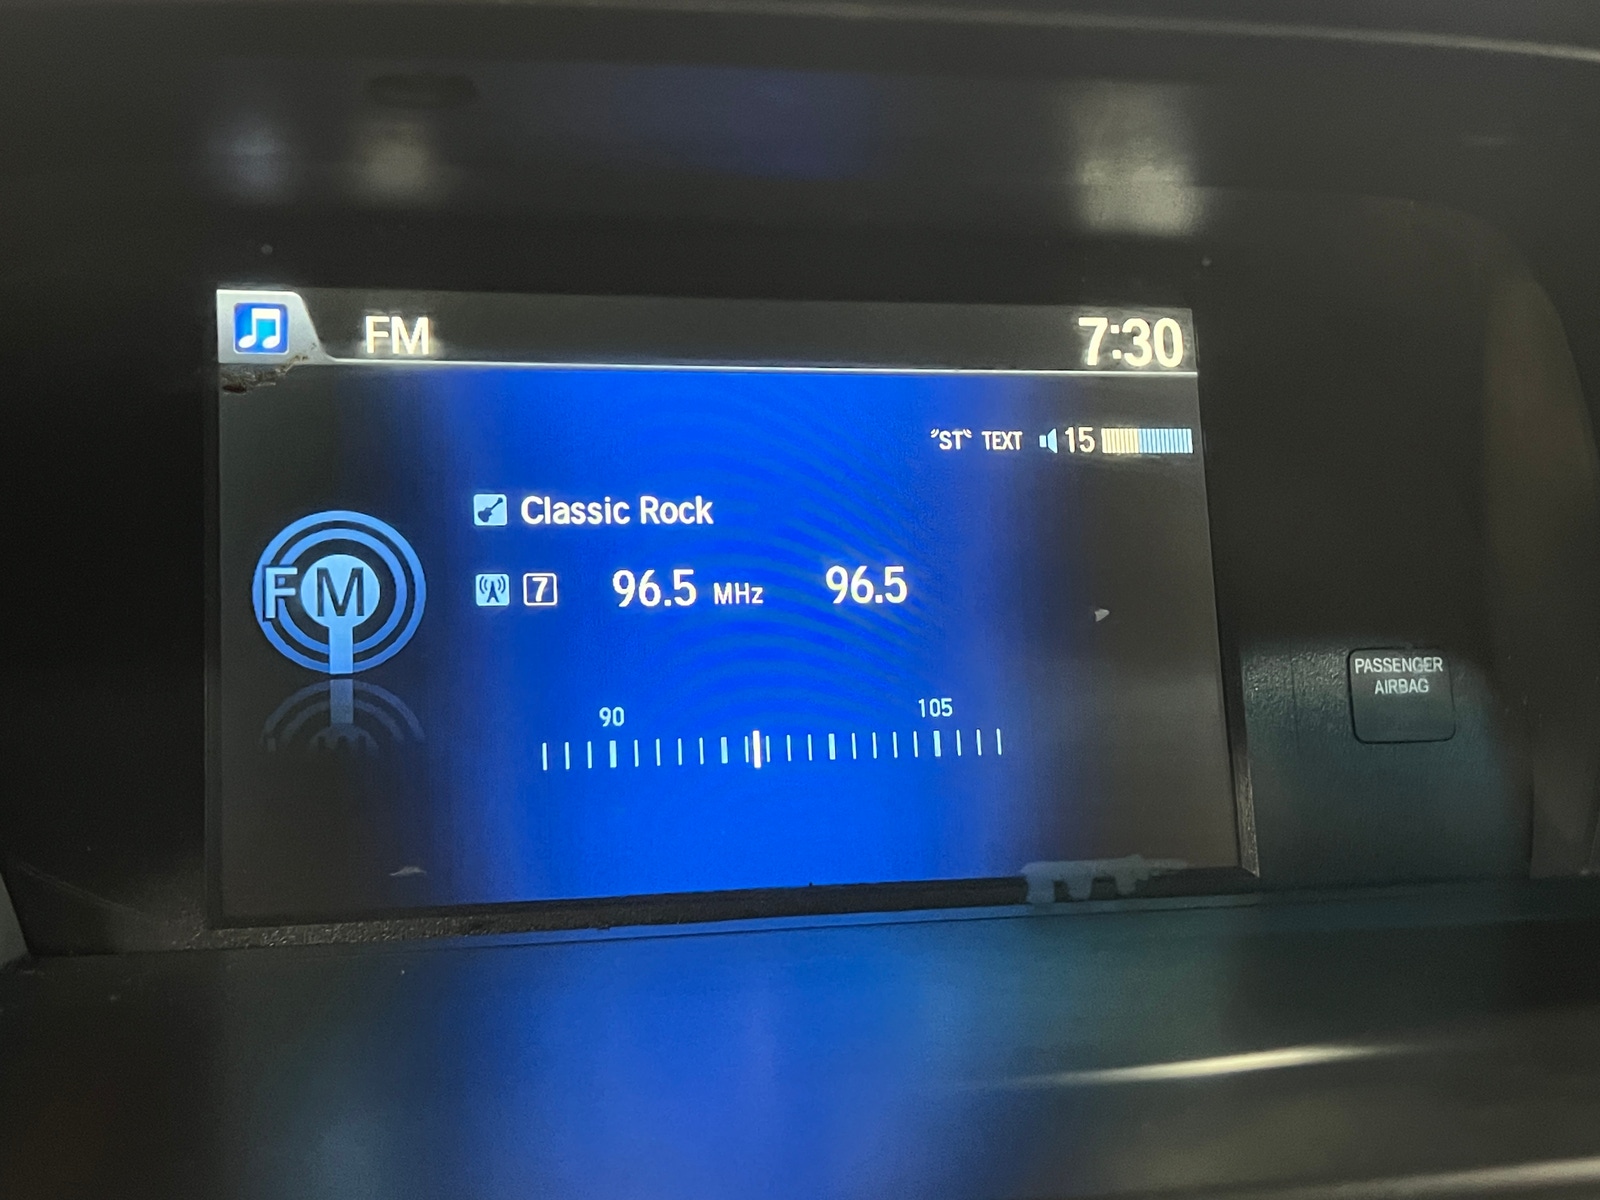 FM
7:30
"ST" TEXT 15
Classic Rock
FM
7 96.5 MHz 96.5
90 105
PASSENGER
AIRBAG